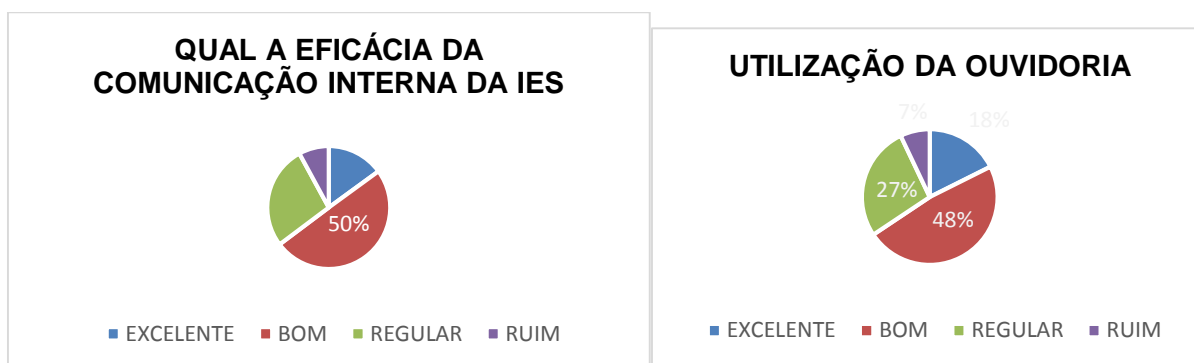 QUAL A EFICÁCIA DA
COMUNICAÇÃO INTERNA DA IES
50%
EXCELENTE BOM REGULAR RUIM
UTILIZAÇÃO DA OUVIDORIA
7%
18%
27%
48%
EXCELENTE BOM REGULAR RUIM